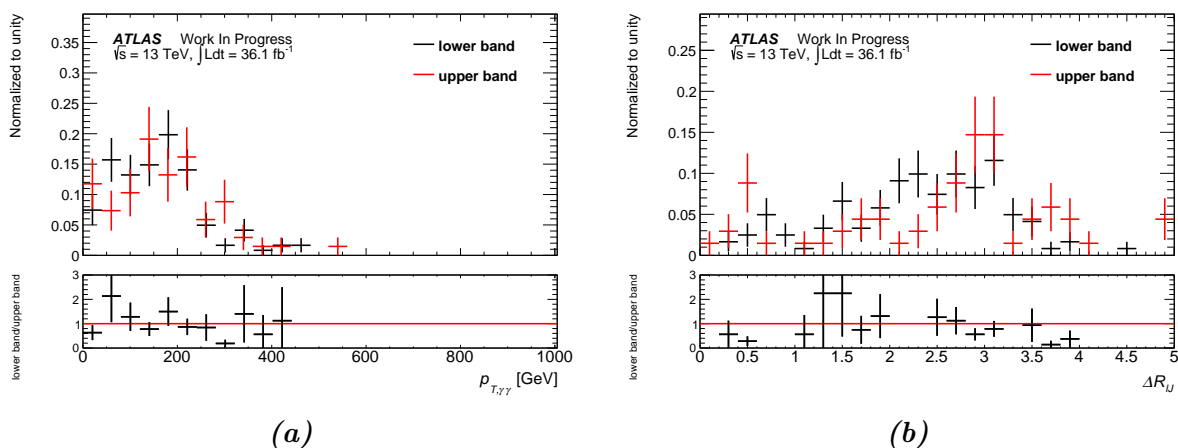 Normalized to unity
0.35
0.3
0.25
0.2
0.15
0.1
0.05
0
ATLAS Work In Progress
√s = 13 TeV, ∫Ldt = 36.1 fb⁻¹
lower band
upper band
lower band/upper band
3
2
1
0
0 200 400 600 800 1000
p_{T,γγ} [GeV]
(a)
Normalized to unity
0.25
0.2
0.15
0.1
0.05
0
ATLAS Work In Progress
√s = 13 TeV, ∫Ldt = 36.1 fb⁻¹
lower band
upper band
lower band/upper band
3
2
1
0
0 0.5 1 1.5 2 2.5 3 3.5 4 4.5 5
ΔR_{lJ}
(b)